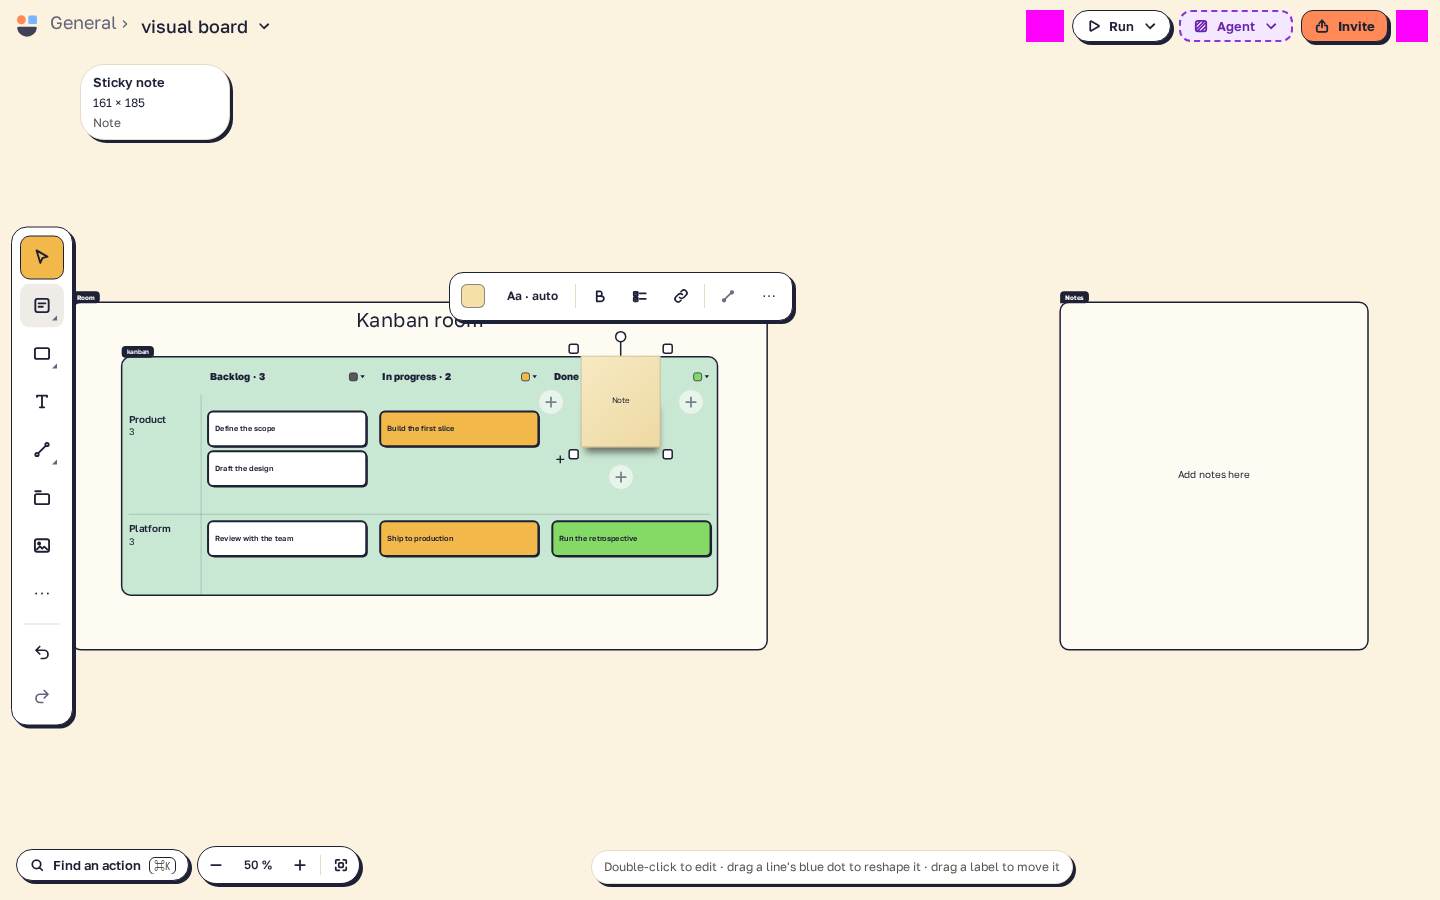 General ›
visual board
Run
Agent
Invite
Sticky note
161 × 185
Note
Room
Kanban room
Aa · auto
B
Notes
kanban
Backlog · 3
In progress · 2
Done
Product
3
Define the scope
Build the first slice
Note
Draft the design
Add notes here
Platform
3
Review with the team
Ship to production
Run the retrospective
Find an action
⌘K
50 %
Double-click to edit · drag a line's blue dot to reshape it · drag a label to move it